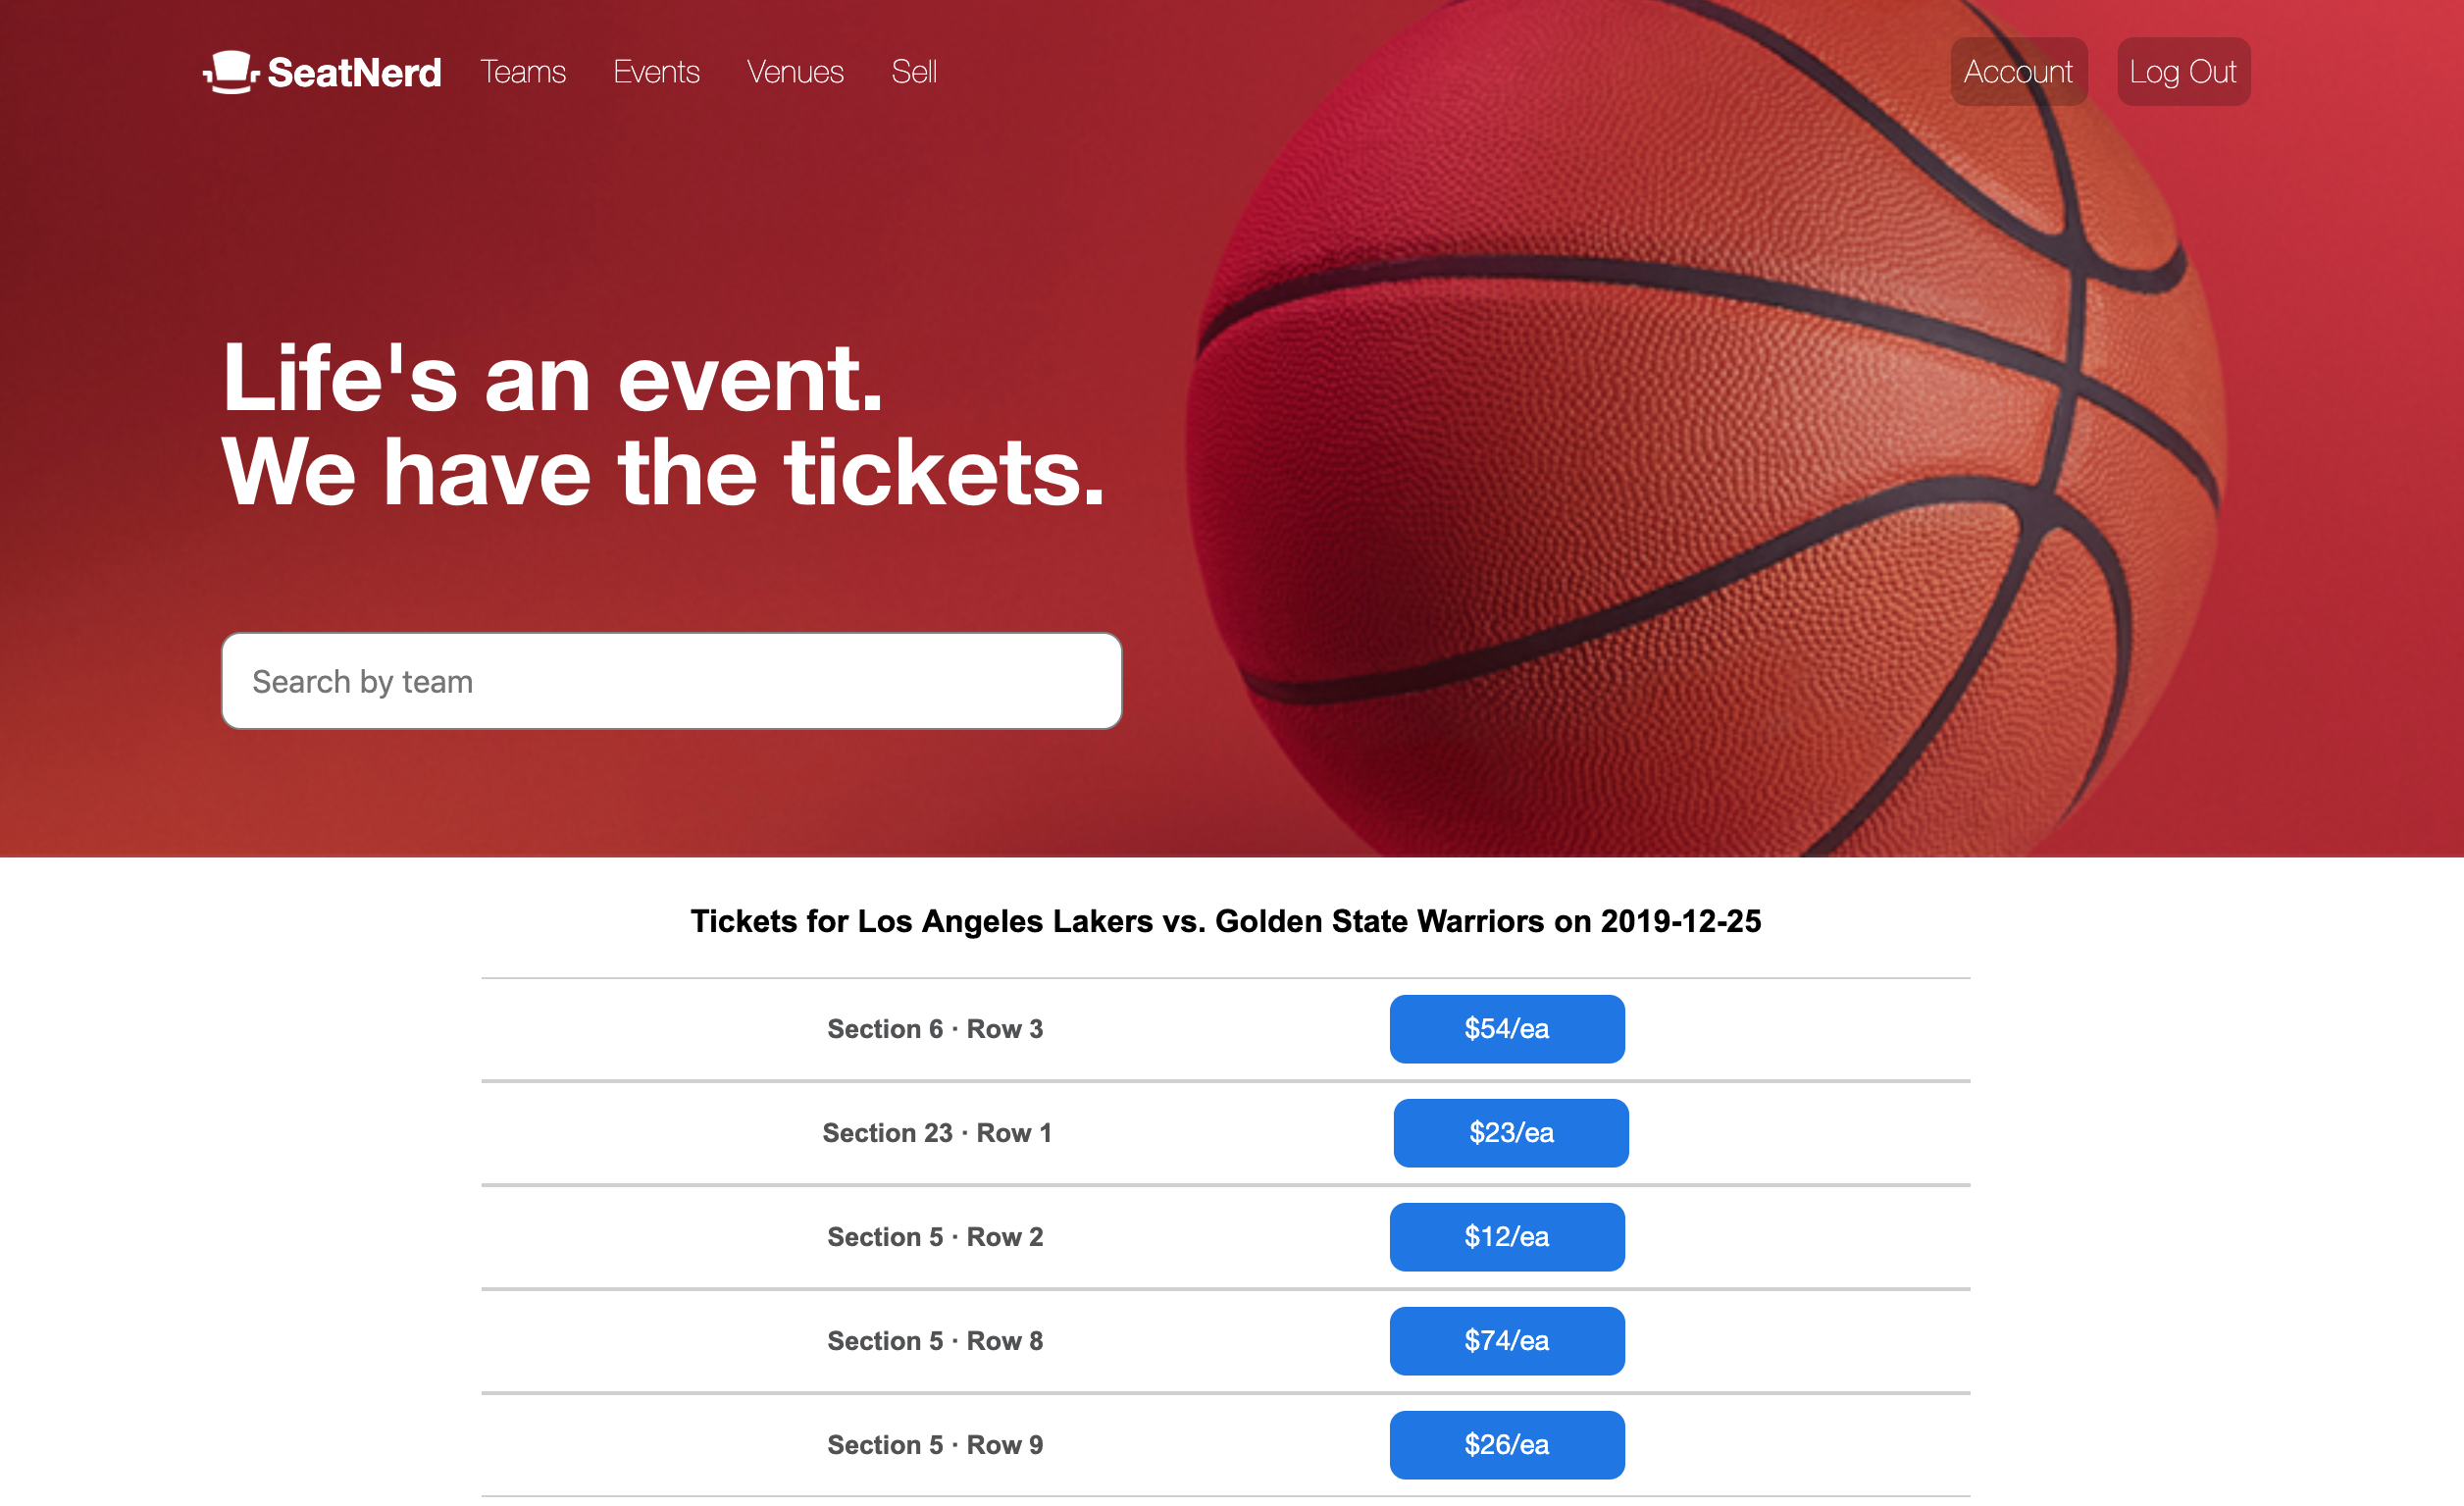 SeatNerd Teams Events Venues Sell Account Log Out
Life's an event.
We have the tickets.
Search by team
Tickets for Los Angeles Lakers vs. Golden State Warriors on 2019-12-25
Section 6 · Row 3 $54/ea
Section 23 · Row 1 $23/ea
Section 5 · Row 2 $12/ea
Section 5 · Row 8 $74/ea
Section 5 · Row 9 $26/ea